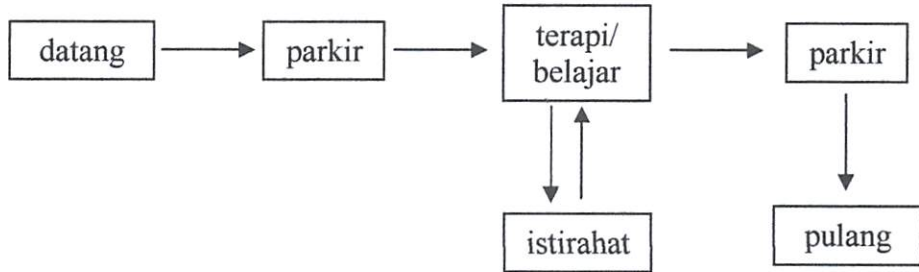 datang
parkir
terapi/
belajar
parkir
istirahat
pulang